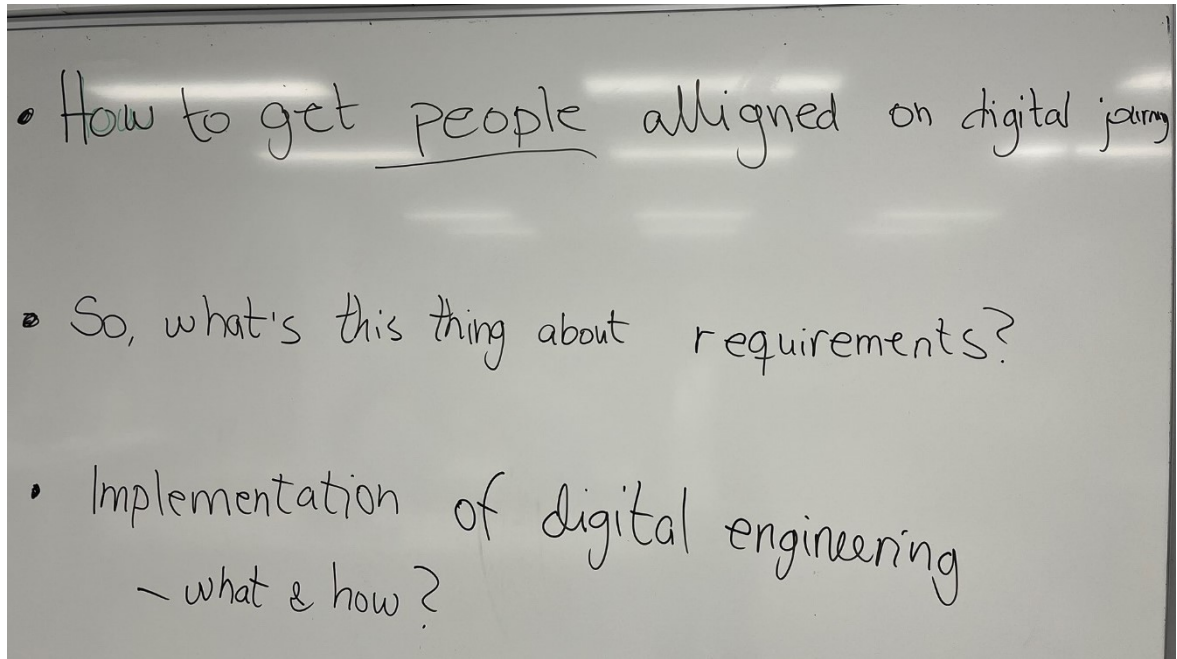 • How to get people alligned on digital journy
• So, what's this thing about requirements?
• Implementation of digital engineering
- what & how?